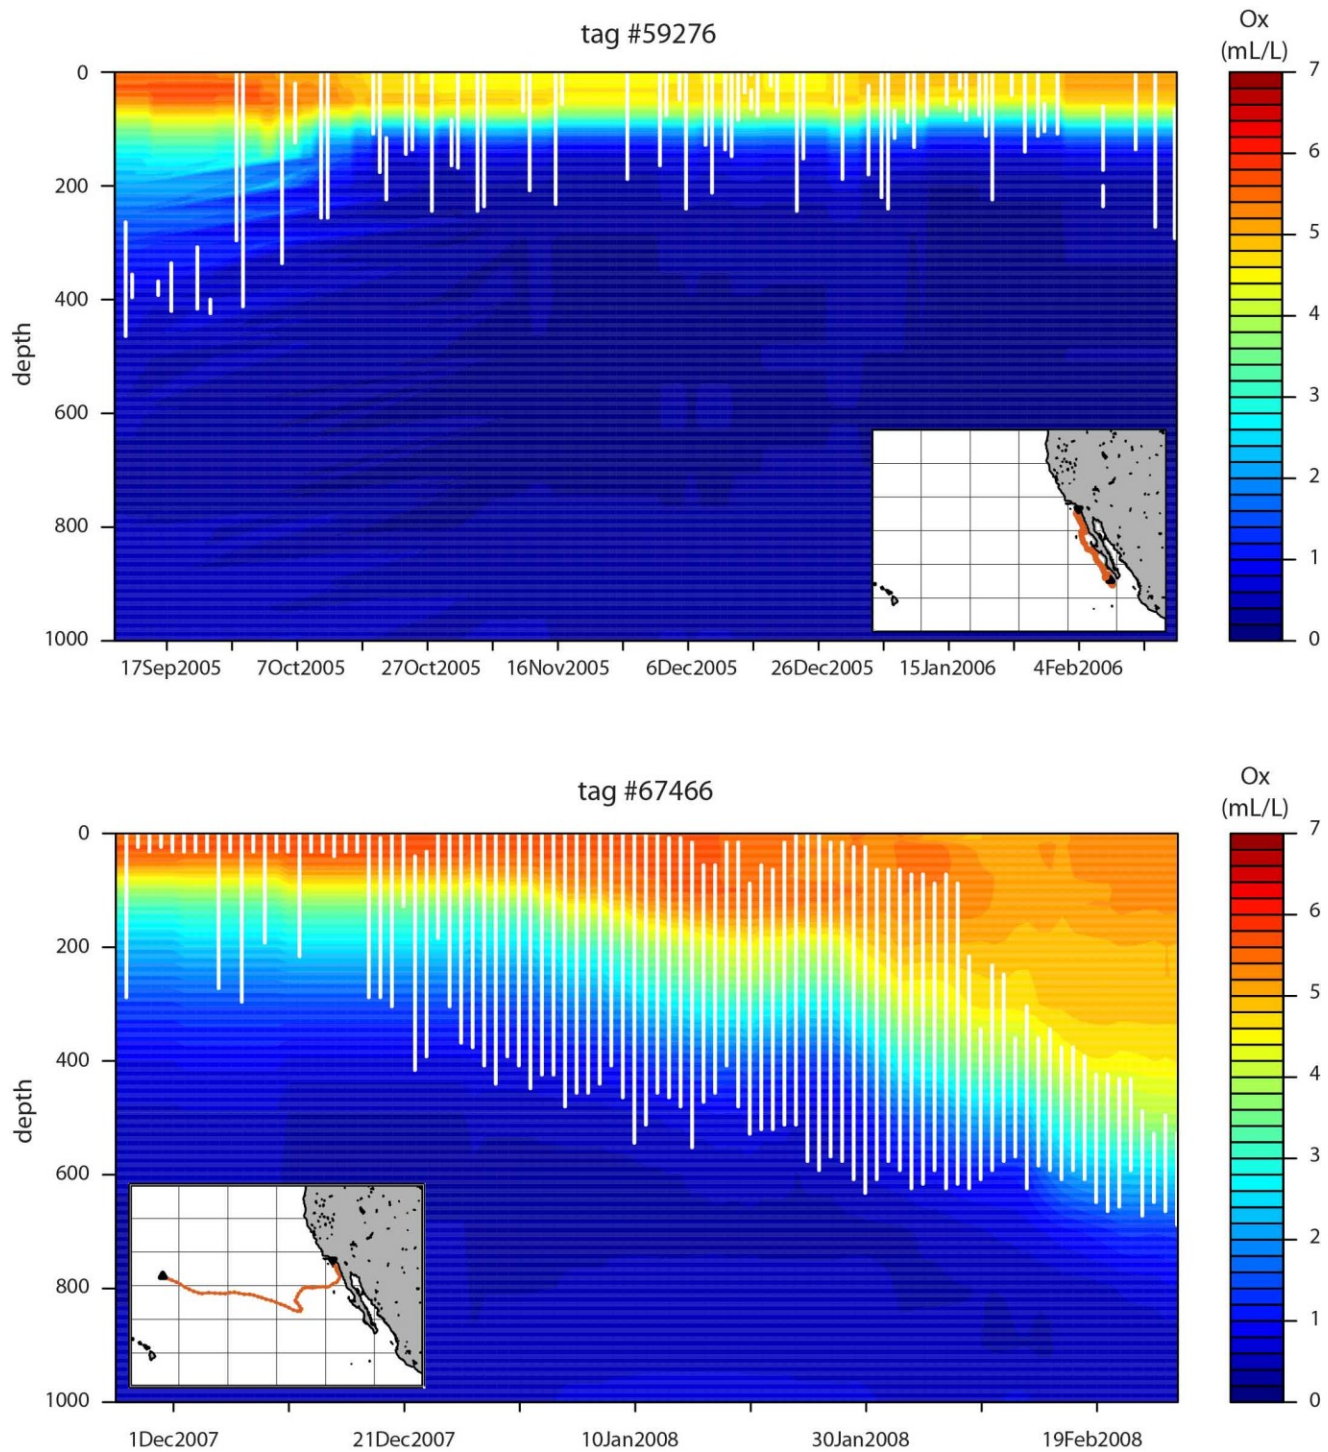 tag #59276
Ox
(mL/L)
0
200
400
600
800
1000
depth
17Sep2005 7Oct2005 27Oct2005 16Nov2005 6Dec2005 26Dec2005 15Jan2006 4Feb2006
7
6
5
4
3
2
1
0
tag #67466
Ox
(mL/L)
0
200
400
600
800
1000
depth
1Dec2007 21Dec2007 10Jan2008 30Jan2008 19Feb2008
7
6
5
4
3
2
1
0